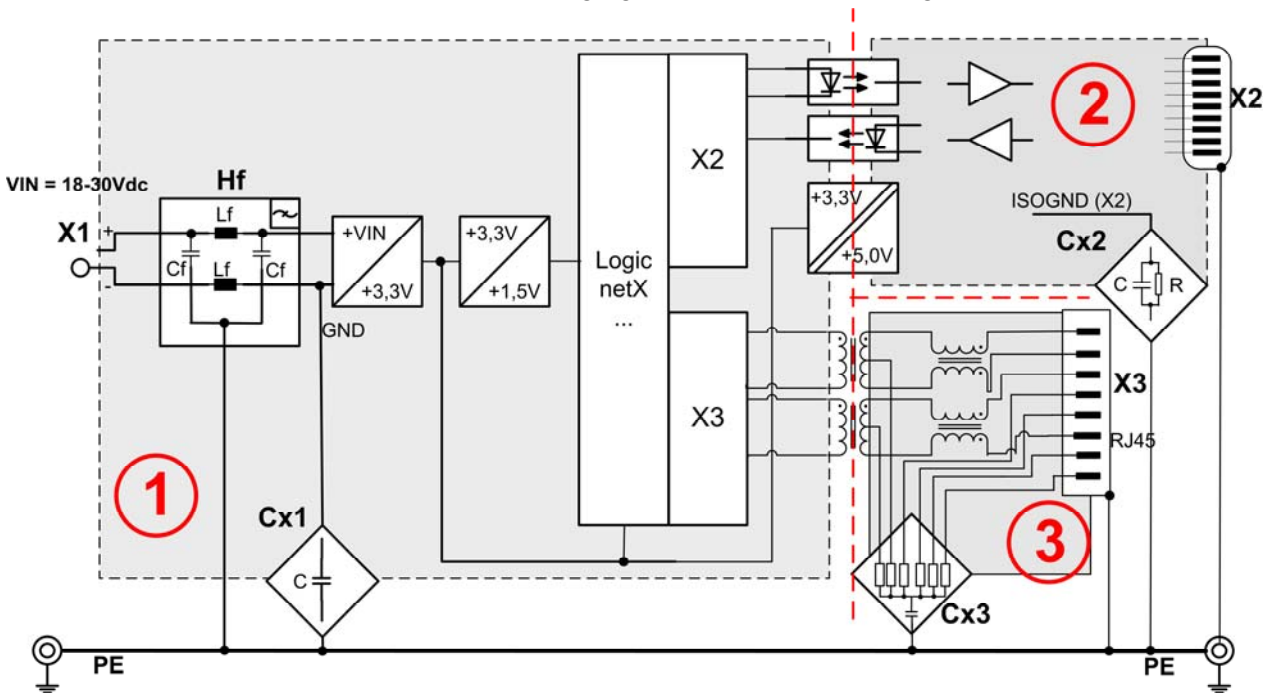 VIN = 18-30Vdc
X1
+
-
Hf
Lf
Cf
Lf
Cf
+VIN
+3,3V
GND
+3,3V
+1,5V
Logic
netX
...
X2
X3
+3,3V
+5,0V
2
X2
ISOGND (X2)
Cx2
C
R
X3
RJ45
1
Cx1
C
3
Cx3
PE
PE